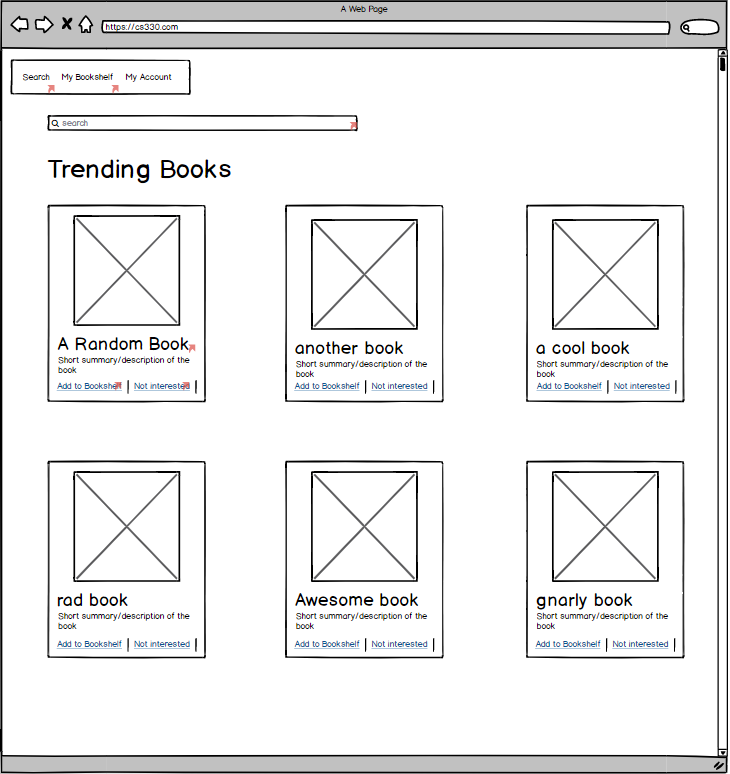 A Web Page
https://cs330.com
Search My Bookshelf My Account
search
Trending Books
A Random Book
Short summary/description of the
book
Add to Bookshelf Not interested
another book
Short summary/description of the
book
Add to Bookshelf Not interested
a cool book
Short summary/description of the
book
Add to Bookshelf Not interested
rad book
Short summary/description of the
book
Add to Bookshelf Not interested
Awesome book
Short summary/description of the
book
Add to Bookshelf Not interested
gnarly book
Short summary/description of the
book
Add to Bookshelf Not interested